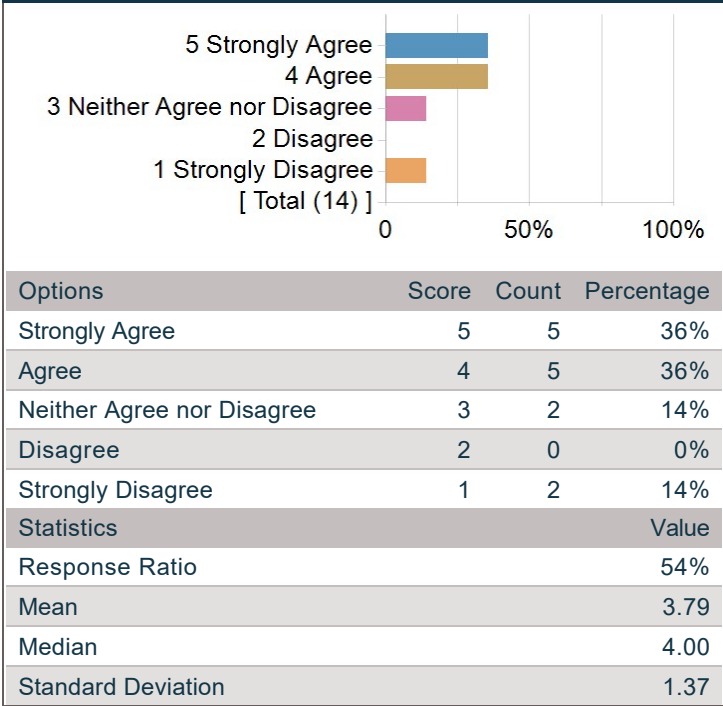 5 Strongly Agree
4 Agree
3 Neither Agree nor Disagree
2 Disagree
1 Strongly Disagree
[ Total (14) ]
0 50% 100%
Options Score Count Percentage
Strongly Agree 5 5 36%
Agree 4 5 36%
Neither Agree nor Disagree 3 2 14%
Disagree 2 0 0%
Strongly Disagree 1 2 14%
Statistics Value
Response Ratio 54%
Mean 3.79
Median 4.00
Standard Deviation 1.37